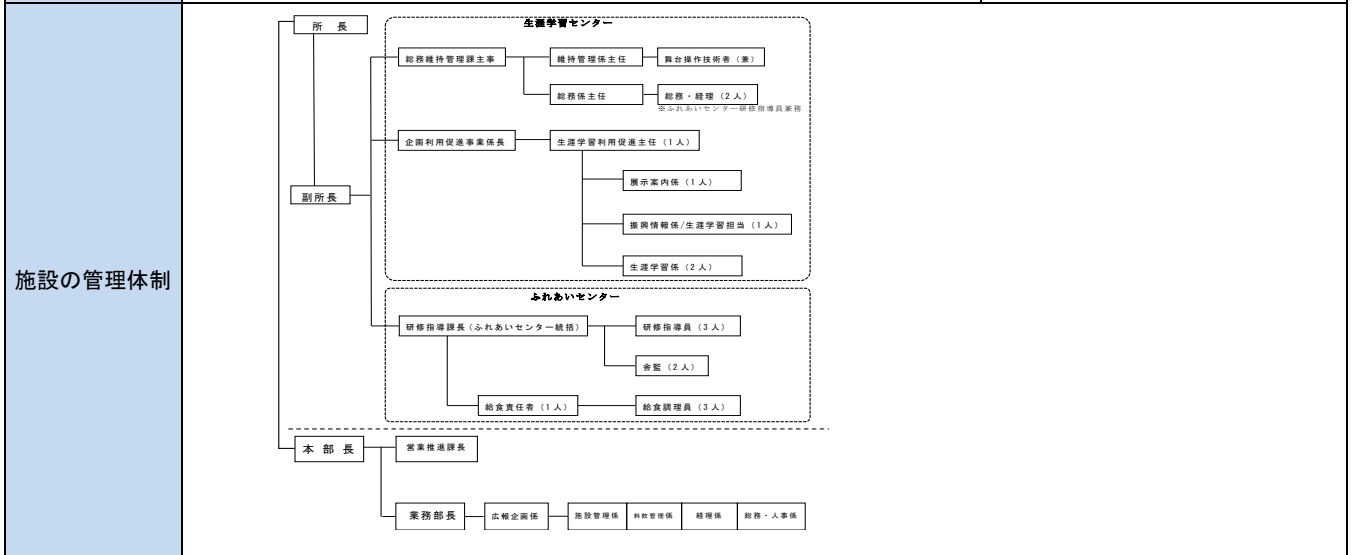 施設の管理体制
所 長
副所長
生涯学習センター
総務維持管理課主事
維持管理係主任
舞台操作技術者（兼）
総務係主任
総務・経理（2人）
※ふれあいセンター研修指導員兼務
企画利用促進事業係長
生涯学習利用促進主任（1人）
展示案内係（1人）
振興情報係/生涯学習担当（1人）
生涯学習係（2人）
ふれあいセンター
研修指導課長（ふれあいセンター統括）
研修指導員（3人）
舎監（2人）
給食責任者（1人）
給食調理員（3人）
本 部 長
営業推進課長
業務部長
広報企画係
施設管理係
経理係
総務・人事係